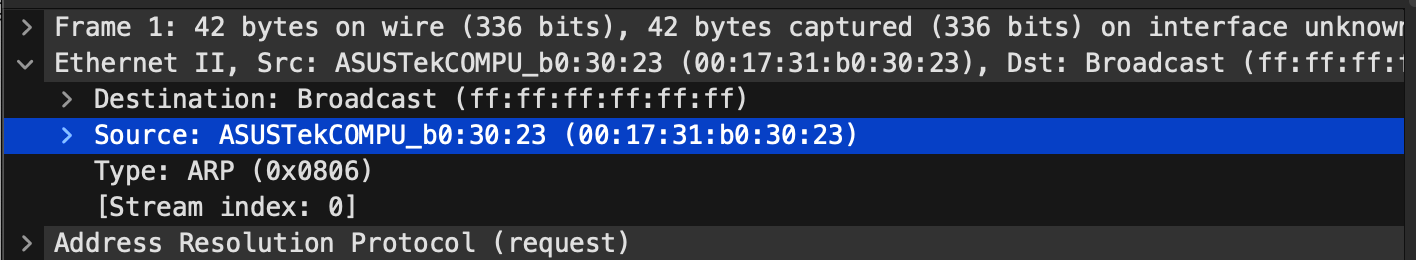 Frame 1: 42 bytes on wire (336 bits), 42 bytes captured (336 bits) on interface unknown
Ethernet II, Src: ASUSTekCOMPU_b0:30:23 (00:17:31:b0:30:23), Dst: Broadcast (ff:ff:ff:
Destination: Broadcast (ff:ff:ff:ff:ff:ff)
Source: ASUSTekCOMPU_b0:30:23 (00:17:31:b0:30:23)
Type: ARP (0x0806)
[Stream index: 0]
Address Resolution Protocol (request)